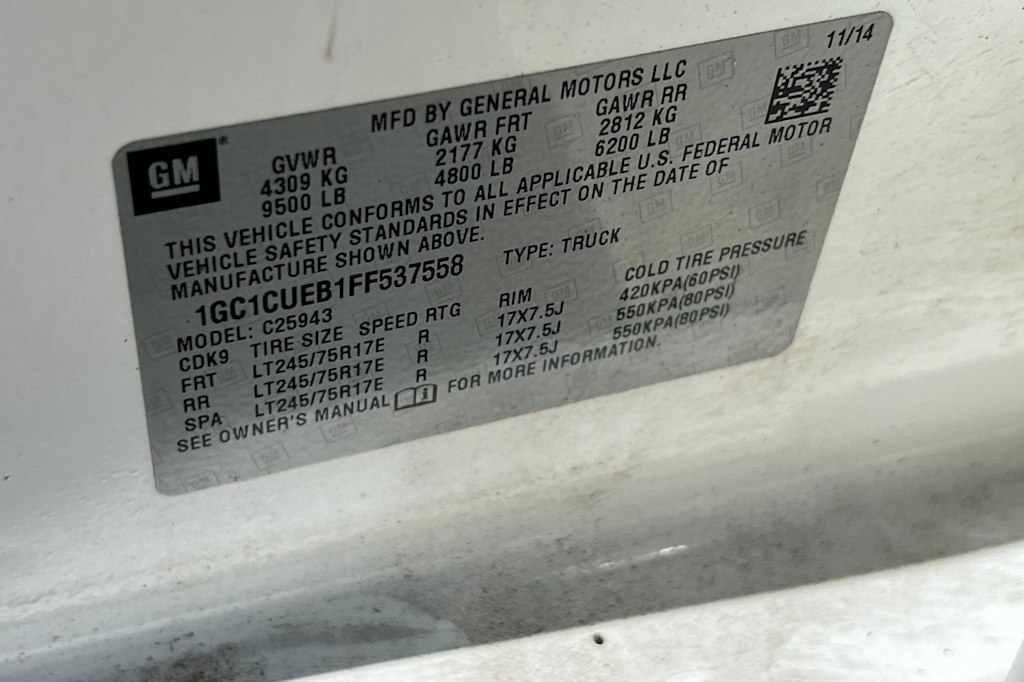 11/14
MFD BY GENERAL MOTORS LLC
GM®
GVWR GAWR FRT GAWR RR
4309 KG 2177 KG 2812 KG
9500 LB 4800 LB 6200 LB
THIS VEHICLE CONFORMS TO ALL APPLICABLE U.S. FEDERAL MOTOR
VEHICLE SAFETY STANDARDS IN EFFECT ON THE DATE OF
MANUFACTURE SHOWN ABOVE.
1GC1CUEB1FF537558 TYPE: TRUCK
MODEL: C25943
CDK9 TIRE SIZE SPEED RTG RIM COLD TIRE PRESSURE
FRT LT245/75R17E R 17X7.5J 420KPA(60PSI)
RR LT245/75R17E R 17X7.5J 550KPA(80PSI)
SPA LT245/75R17E R 17X7.5J 550KPA(80PSI)
SEE OWNER'S MANUAL i FOR MORE INFORMATION.